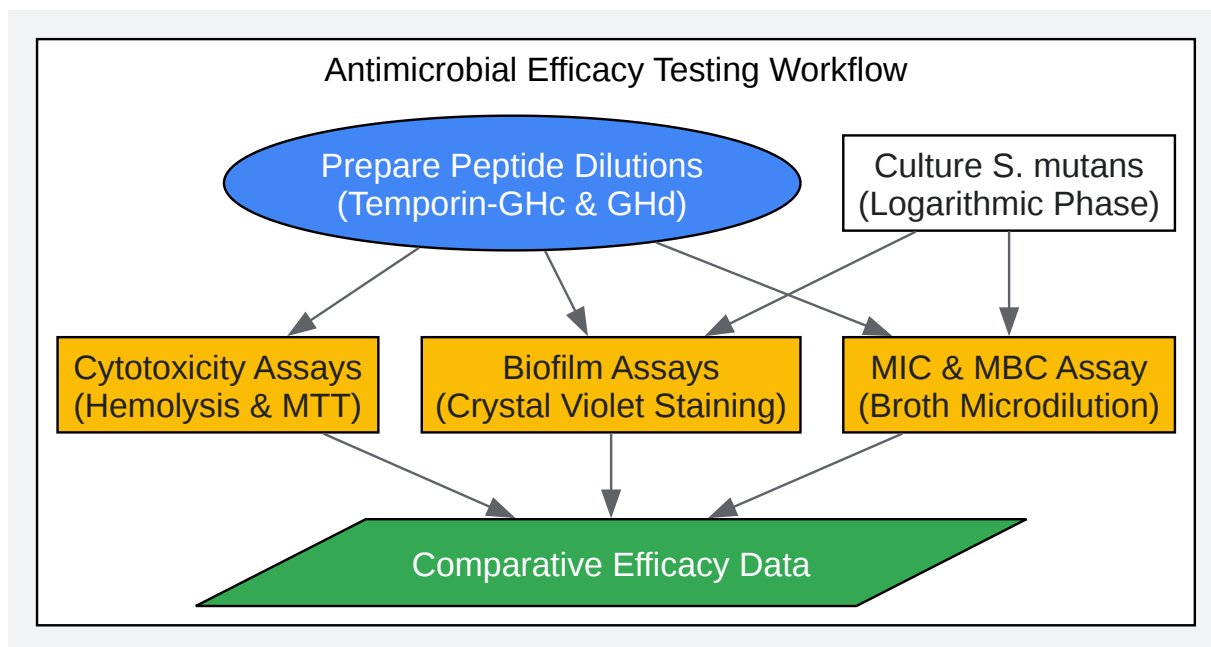 Antimicrobial Efficacy Testing Workflow
Prepare Peptide Dilutions
(Temporin-GHc & GHd)
Culture S. mutans
(Logarithmic Phase)
Cytotoxicity Assays
(Hemolysis & MTT)
Biofilm Assays
(Crystal Violet Staining)
MIC & MBC Assay
(Broth Microdilution)
Comparative Efficacy Data